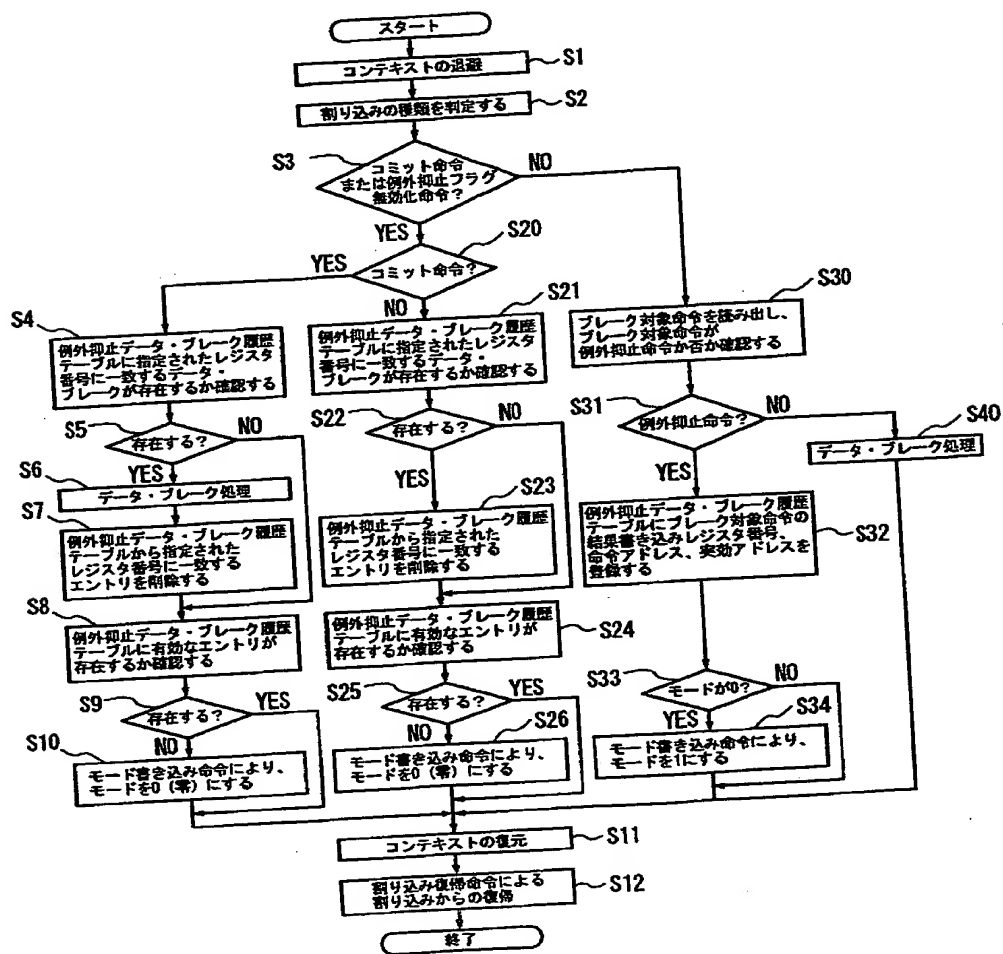 スタート
コンテキストの退避
S1
割り込みの種類を判定する
S2
S3
コミット命令
または例外抑止フラグ
無効化命令?
NO
YES
S20
コミット命令?
YES
NO
S4
例外抑止データ・ブレーク履歴
テーブルに指定されたレジスタ
番号に一致するデータ・
ブレークが存在するか確認する
S5
存在する?
NO
YES
S6
データ・ブレーク処理
S7
例外抑止データ・ブレーク履歴
テーブルから指定された
レジスタ番号に一致する
エントリを削除する
S8
例外抑止データ・ブレーク履歴
テーブルに有効なエントリが
存在するか確認する
S9
存在する?
YES
NO
S10
モード書き込み命令により、
モードを0(零)にする
S21
例外抑止データ・ブレーク履歴
テーブルに指定されたレジスタ
番号に一致するデータ・
ブレークが存在するか確認する
S22
存在する?
NO
YES
S23
例外抑止データ・ブレーク履歴
テーブルから指定された
レジスタ番号に一致する
エントリを削除する
例外抑止データ・ブレーク履歴
テーブルに有効なエントリが
存在するか確認する
S24
S25
存在する?
YES
NO
S26
モード書き込み命令により、
モードを0(零)にする
S30
ブレーク対象命令を読み出し、
ブレーク対象命令が
例外抑止命令か否か確認する
S31
例外抑止命令?
NO
YES
S40
データ・ブレーク処理
例外抑止データ・ブレーク履歴
テーブルにブレーク対象命令の
結果書き込みレジスタ番号、
命令アドレス、実効アドレスを
登録する
S32
S33
モードが0?
NO
YES
S34
モード書き込み命令により、
モードを1にする
コンテキストの復元
S11
割り込み復帰命令による
割り込みからの復帰
S12
終了